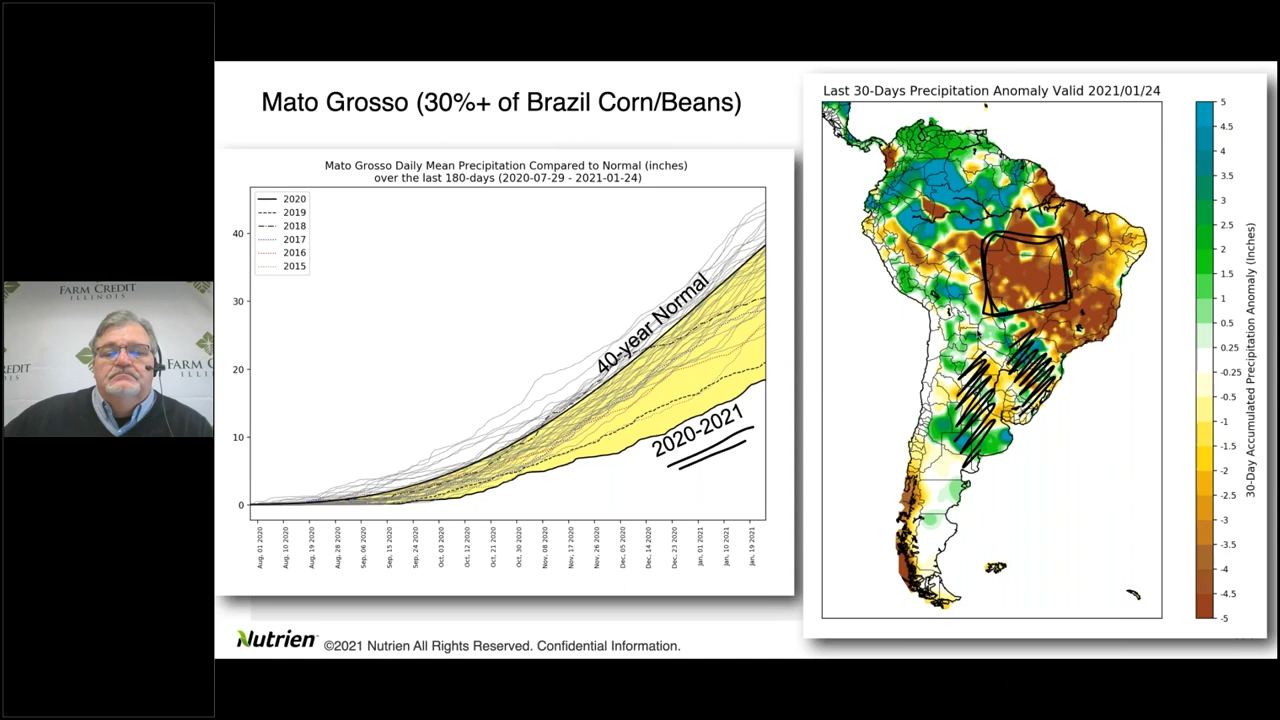 Mato Grosso (30%+ of Brazil Corn/Beans)
Mato Grosso Daily Mean Precipitation Compared to Normal (inches)
over the last 180-days (2020-07-29 - 2021-01-24)
2020
2019
2018
2017
2016
2015
40
30
20
10
0
40-year Normal
2020-2021
Aug, 01 2020
Aug, 10 2020
Aug, 19 2020
Aug, 28 2020
Sep, 06 2020
Sep, 15 2020
Sep, 24 2020
Oct, 03 2020
Oct, 12 2020
Oct, 21 2020
Oct, 30 2020
Nov, 08 2020
Nov, 17 2020
Nov, 26 2020
Dec, 05 2020
Dec, 14 2020
Dec, 23 2020
Jan, 01 2021
Jan, 10 2021
Jan, 19 2021
Last 30-Days Precipitation Anomaly Valid 2021/01/24
5
4.5
4
3.5
3
2.5
2
1.5
1
0.5
0.25
-0.25
-0.5
-1
-1.5
-2
-2.5
-3
-3.5
-4
-4.5
-5
30-Day Accumulated Precipitation Anomaly (Inches)
FARM CREDIT
ILLINOIS
REDIT
IS
FARM C
ILL
Nutrien
©2021 Nutrien All Rights Reserved. Confidential Information.